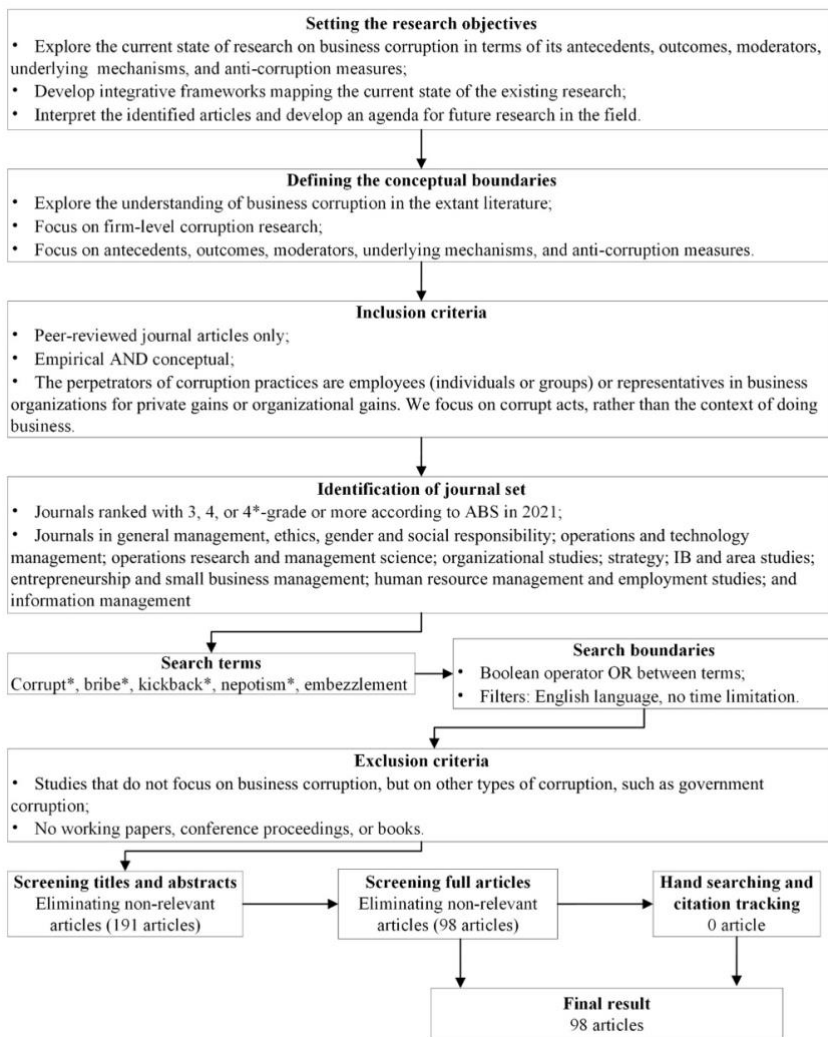 Setting the research objectives
• Explore the current state of research on business corruption in terms of its antecedents, outcomes, moderators,
underlying mechanisms, and anti-corruption measures;
• Develop integrative frameworks mapping the current state of the existing research;
• Interpret the identified articles and develop an agenda for future research in the field.
Defining the conceptual boundaries
• Explore the understanding of business corruption in the extant literature;
• Focus on firm-level corruption research;
• Focus on antecedents, outcomes, moderators, underlying mechanisms, and anti-corruption measures.
Inclusion criteria
• Peer-reviewed journal articles only;
• Empirical AND conceptual;
• The perpetrators of corruption practices are employees (individuals or groups) or representatives in business
organizations for private gains or organizational gains. We focus on corrupt acts, rather than the context of doing
business.
Identification of journal set
• Journals ranked with 3, 4, or 4*-grade or more according to ABS in 2021;
• Journals in general management, ethics, gender and social responsibility; operations and technology
management; operations research and management science; organizational studies; strategy; IB and area studies;
entrepreneurship and small business management; human resource management and employment studies; and
information management
Search terms
Corrupt*, bribe*, kickback*, nepotism*, embezzlement
Search boundaries
• Boolean operator OR between terms;
• Filters: English language, no time limitation.
Exclusion criteria
• Studies that do not focus on business corruption, but on other types of corruption, such as government
corruption;
• No working papers, conference proceedings, or books.
Screening titles and abstracts
Eliminating non-relevant
articles (191 articles)
Screening full articles
Eliminating non-relevant
articles (98 articles)
Hand searching and
citation tracking
0 article
Final result
98 articles